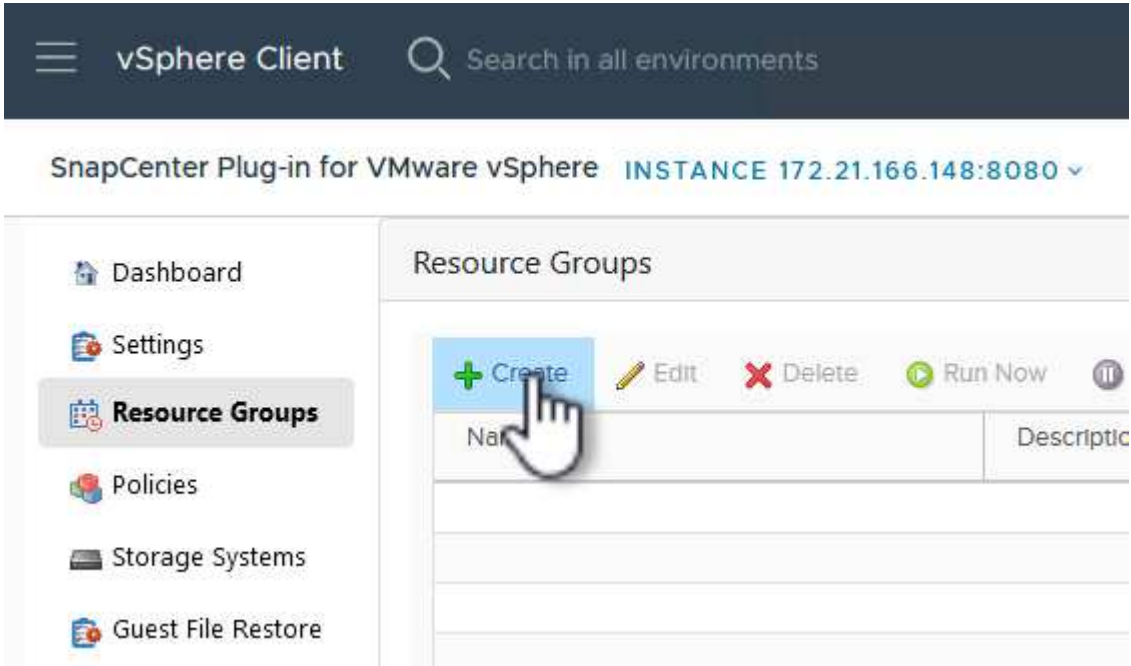 vSphere Client Search in all environments
SnapCenter Plug-in for VMware vSphere INSTANCE 172.21.166.148:8080
Dashboard
Settings
Resource Groups
Policies
Storage Systems
Guest File Restore
Resource Groups
Create Edit Delete Run Now
Na Descriptio